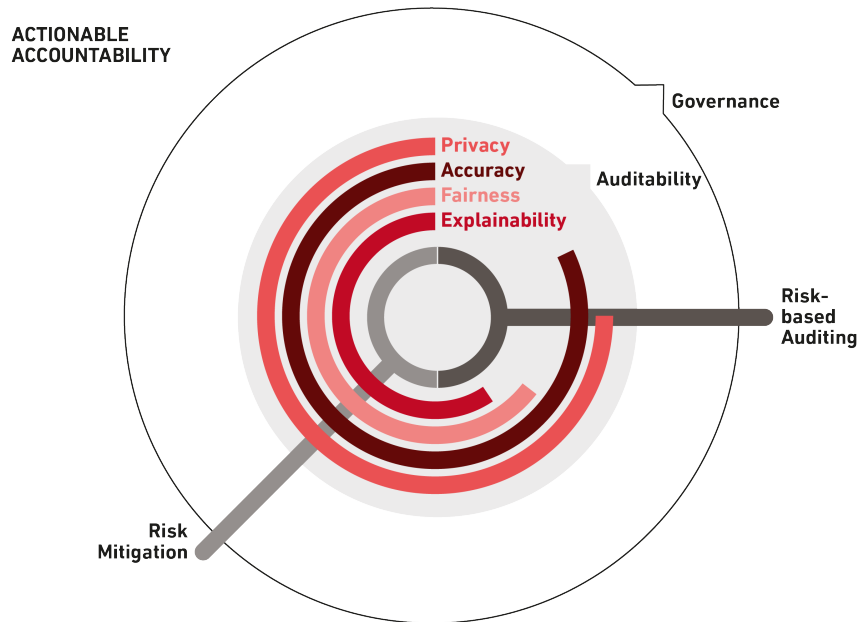 ACTIONABLE
ACCOUNTABILITY
Governance
Privacy
Accuracy
Auditability
Fairness
Explainability
Risk-
based
Auditing
Risk
Mitigation